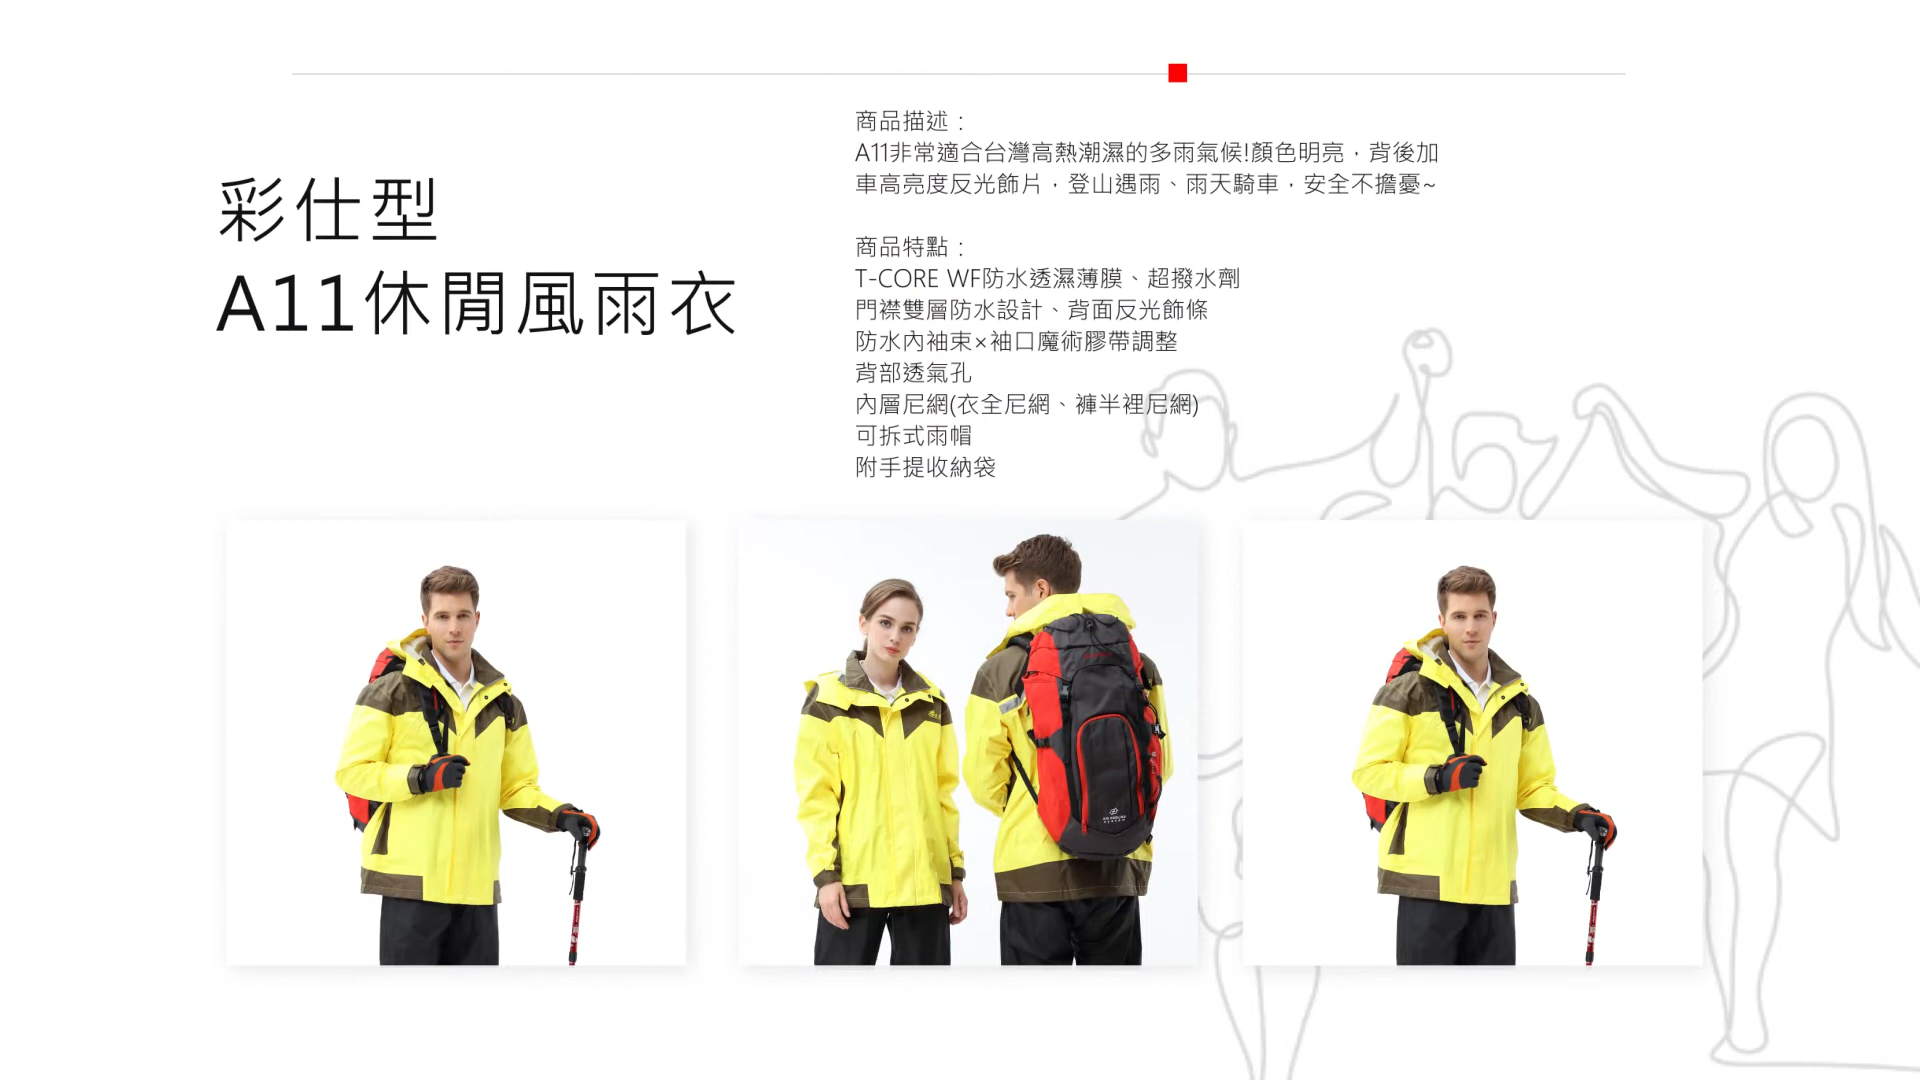 彩仕型
A11休閒風雨衣
商品描述：
A11非常適合台灣高熱潮濕的多雨氣候!顏色明亮，背後加
車高亮度反光飾片，登山遇雨、雨天騎車，安全不擔憂~
商品特點：
T-CORE WF防水透濕薄膜、超撥水劑
門襟雙層防水設計、背面反光飾條
防水內袖束×袖口魔術膠帶調整
背部透氣孔
內層尼網(衣全尼網、褲半裡尼網)
可拆式雨帽
附手提收納袋